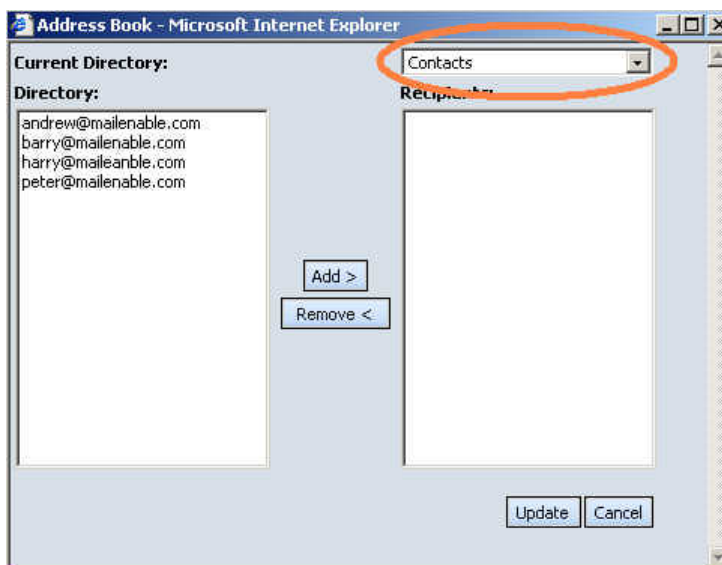 Address Book - Microsoft Internet Explorer
Current Directory:
Contacts
Directory:
Recipients:
andrew@mailenable.com
barry@mailenable.com
harry@maileanble.com
peter@mailenable.com
Add >
Remove <
Update
Cancel